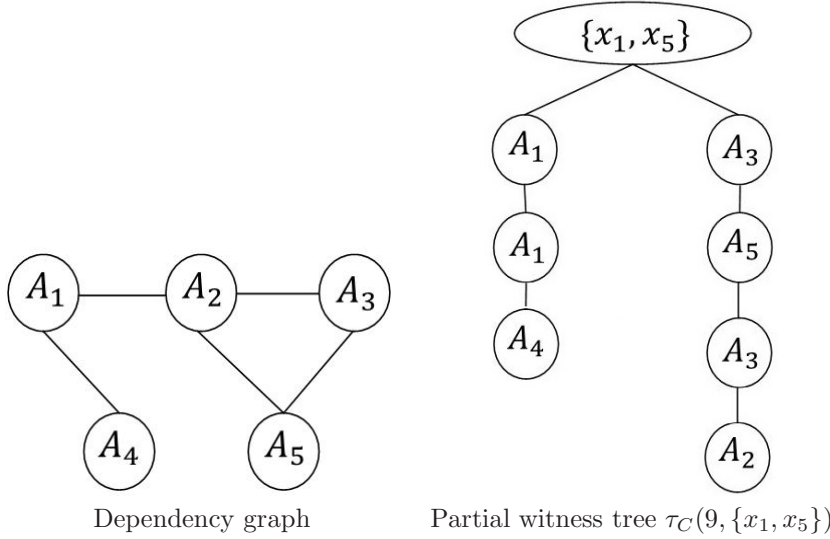 {x₁, x₅}
A₁ A₃
A₁ A₅
A₁ A₂ A₃
A₄ A₃
A₄ A₅ A₂
Dependency graph Partial witness tree τ_C(9, {x₁, x₅})